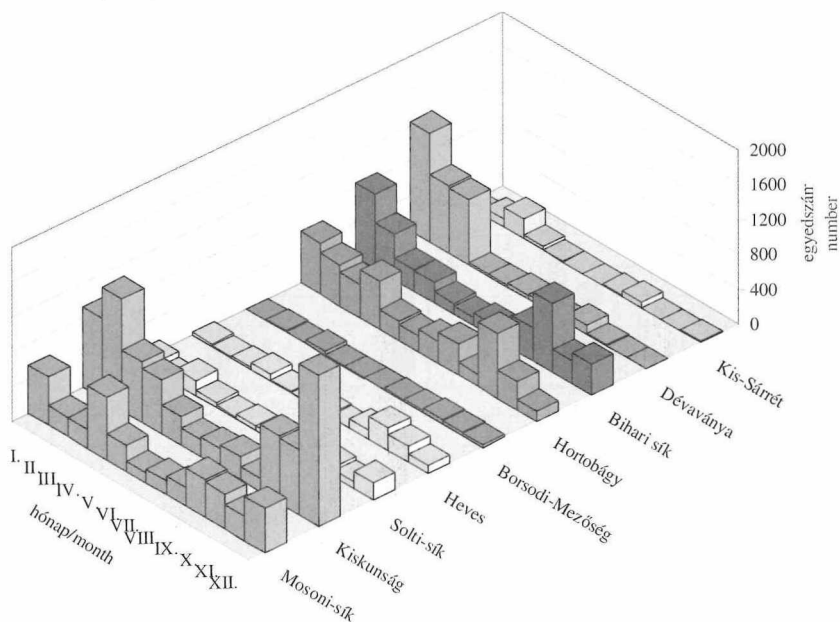 2000
1600
1200
800
400
0
egyedszám
number
I.
II
III
IV.
V
VI
VII.
VIII
IX.
X
XI
XII.
hónap/month
Mosoni-sík
Kiskunság
Solti-sík
Heves
Borsodi-Mezőség
Hortobágy
Bihari sík
Dévaványa
Kis-Sárrét